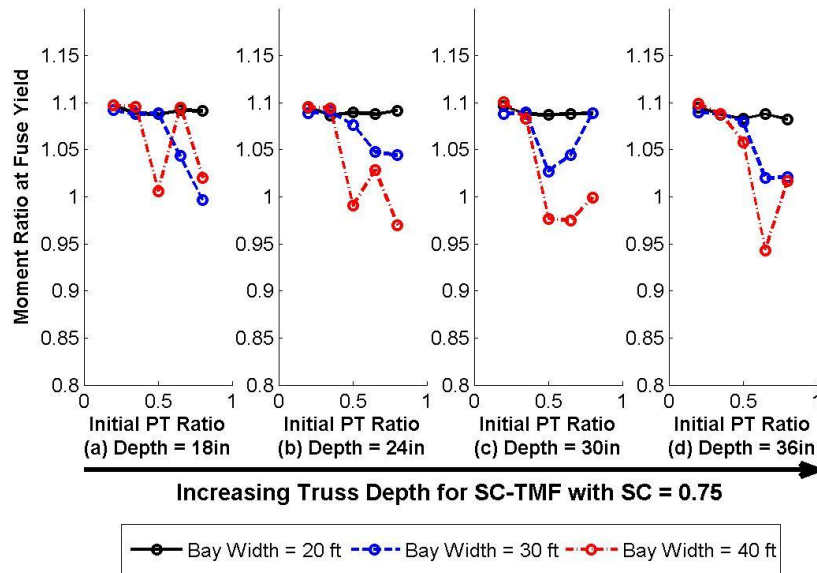 Moment Ratio at Fuse Yield
1.15
1.1
1.05
1
0.95
0.9
0.85
0.8
0 0.5 1
Initial PT Ratio
(a) Depth = 18in
1.15
1.1
1.05
1
0.95
0.9
0.85
0.8
0 0.5 1
Initial PT Ratio
(b) Depth = 24in
1.15
1.1
1.05
1
0.95
0.9
0.85
0.8
0 0.5 1
Initial PT Ratio
(c) Depth = 30in
1.15
1.1
1.05
1
0.95
0.9
0.85
0.8
0 0.5 1
Initial PT Ratio
(d) Depth = 36in
Increasing Truss Depth for SC-TMF with SC = 0.75
Bay Width = 20 ft Bay Width = 30 ft Bay Width = 40 ft